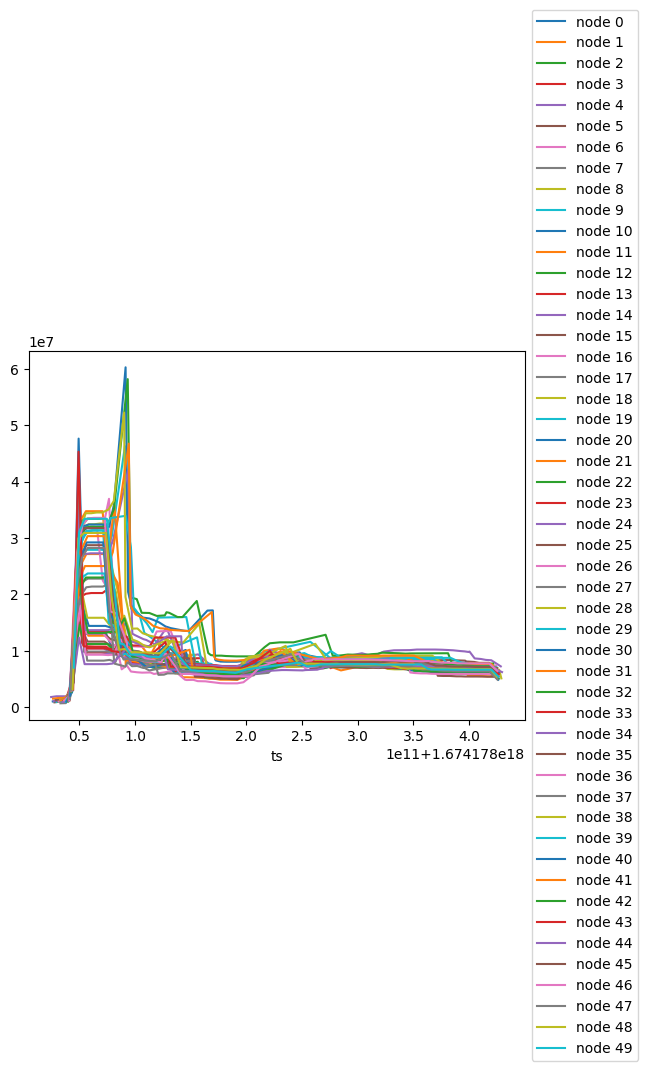 1e7
6
5
4
3
2
1
0
0.5 1.0 1.5 2.0 2.5 3.0 3.5 4.0
ts
1e11+1.674178e18
node 0
node 1
node 2
node 3
node 4
node 5
node 6
node 7
node 8
node 9
node 10
node 11
node 12
node 13
node 14
node 15
node 16
node 17
node 18
node 19
node 20
node 21
node 22
node 23
node 24
node 25
node 26
node 27
node 28
node 29
node 30
node 31
node 32
node 33
node 34
node 35
node 36
node 37
node 38
node 39
node 40
node 41
node 42
node 43
node 44
node 45
node 46
node 47
node 48
node 49